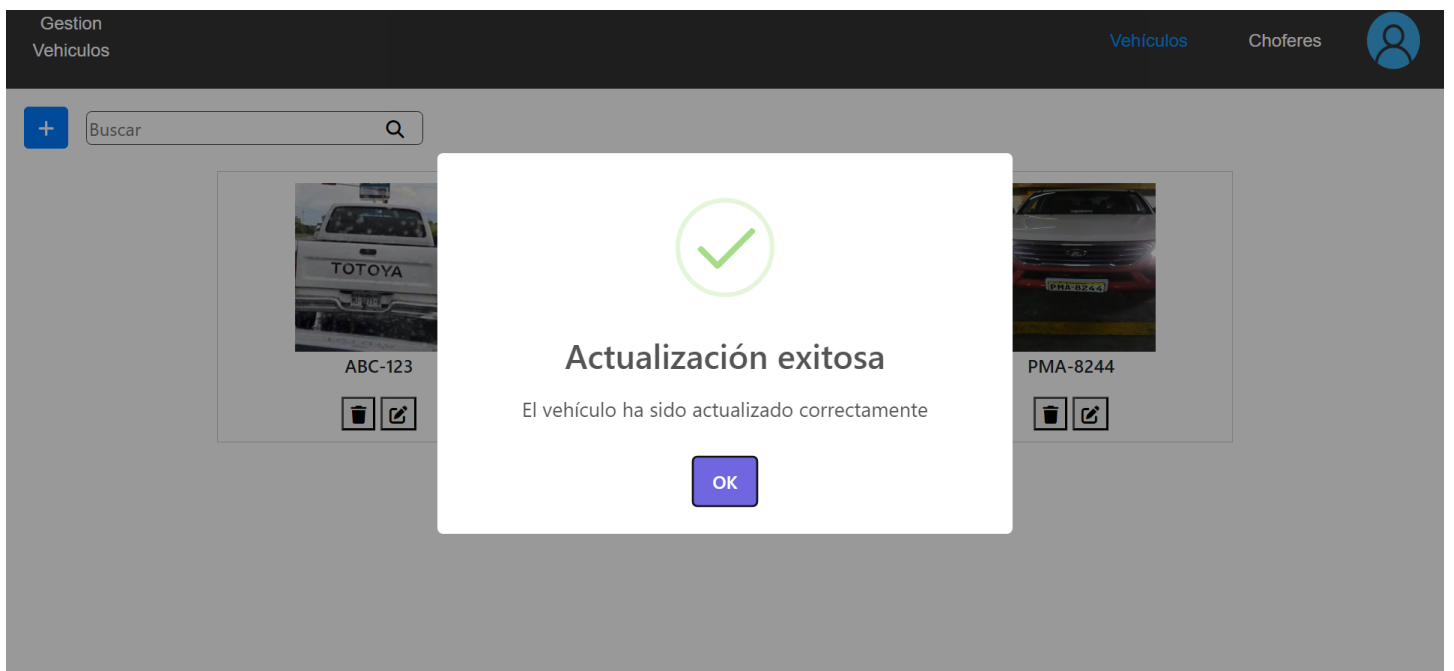 Gestion
Vehiculos
Vehículos
Choferes
Buscar
TOTOYA
PMA-8244
ABC-123
PMA-8244
Actualización exitosa
El vehículo ha sido actualizado correctamente
OK